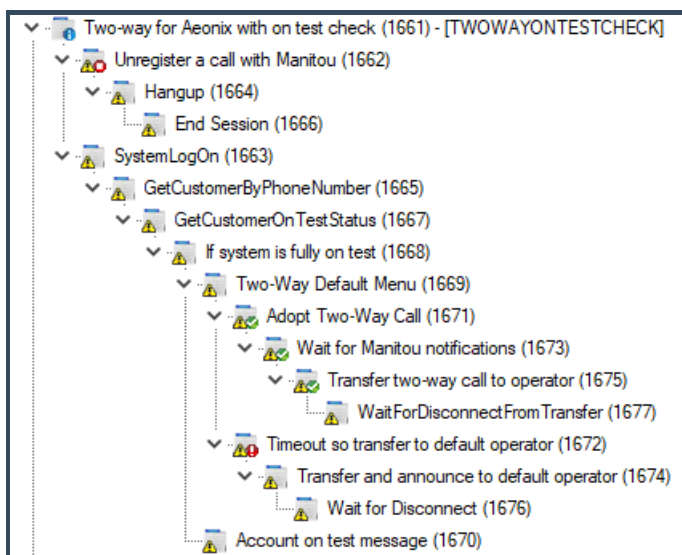 Two-way for Aeonix with on test check (1661) - [TWOWAYONTESTCHECK]
Unregister a call with Manitou (1662)
Hangup (1664)
End Session (1666)
SystemLogOn (1663)
GetCustomerByPhoneNumber (1665)
GetCustomerOnTestStatus (1667)
If system is fully on test (1668)
Two-Way Default Menu (1669)
Adopt Two-Way Call (1671)
Wait for Manitou notifications (1673)
Transfer two-way call to operator (1675)
WaitForDisconnectFromTransfer (1677)
Timeout so transfer to default operator (1672)
Transfer and announce to default operator (1674)
Wait for Disconnect (1676)
Account on test message (1670)